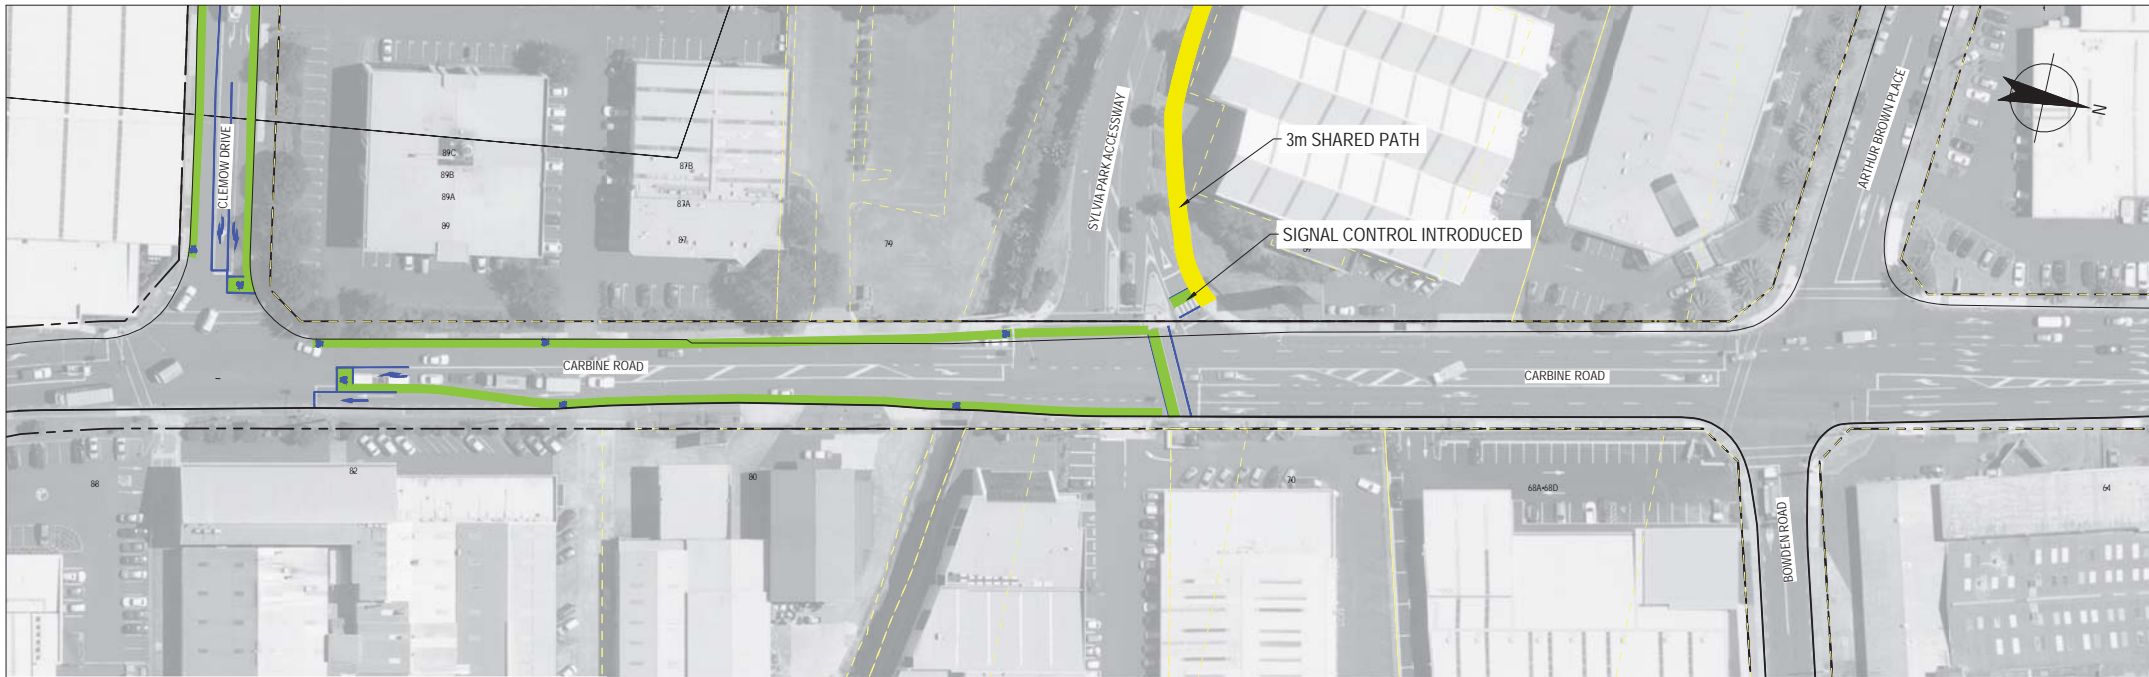 CLEMOW DRIVE
89C
89B
89A
89
87B
87A
87
79
SYLVIA PARK ACCESSWAY
3m SHARED PATH
SIGNAL CONTROL INTRODUCED
ARTHUR BROWN PLACE
N
CARBINE ROAD
CARBINE ROAD
88
82
80
70
68A-68D
64
BOWDEN ROAD